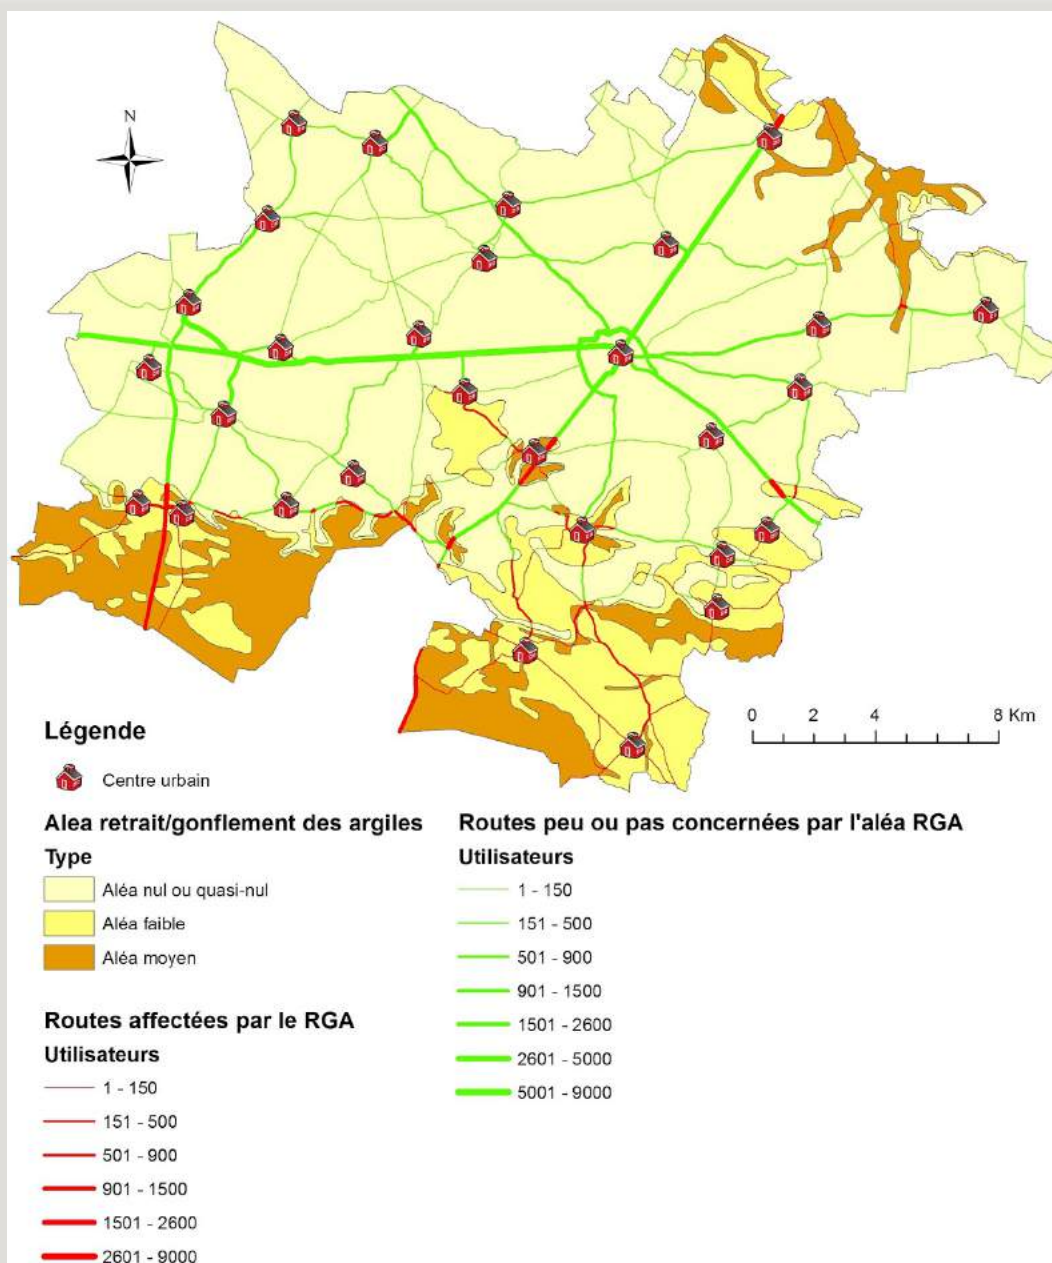 N
0 2 4 8 Km
Légende
Centre urbain
Alea retrait/gonflement des argiles
Type
Aléa nul ou quasi-nul
Aléa faible
Aléa moyen
Routes affectées par le RGA
Utilisateurs
1 - 150
151 - 500
501 - 900
901 - 1500
1501 - 2600
2601 - 9000
Routes peu ou pas concernées par l'aléa RGA
Utilisateurs
1 - 150
151 - 500
501 - 900
901 - 1500
1501 - 2600
2601 - 5000
5001 - 9000